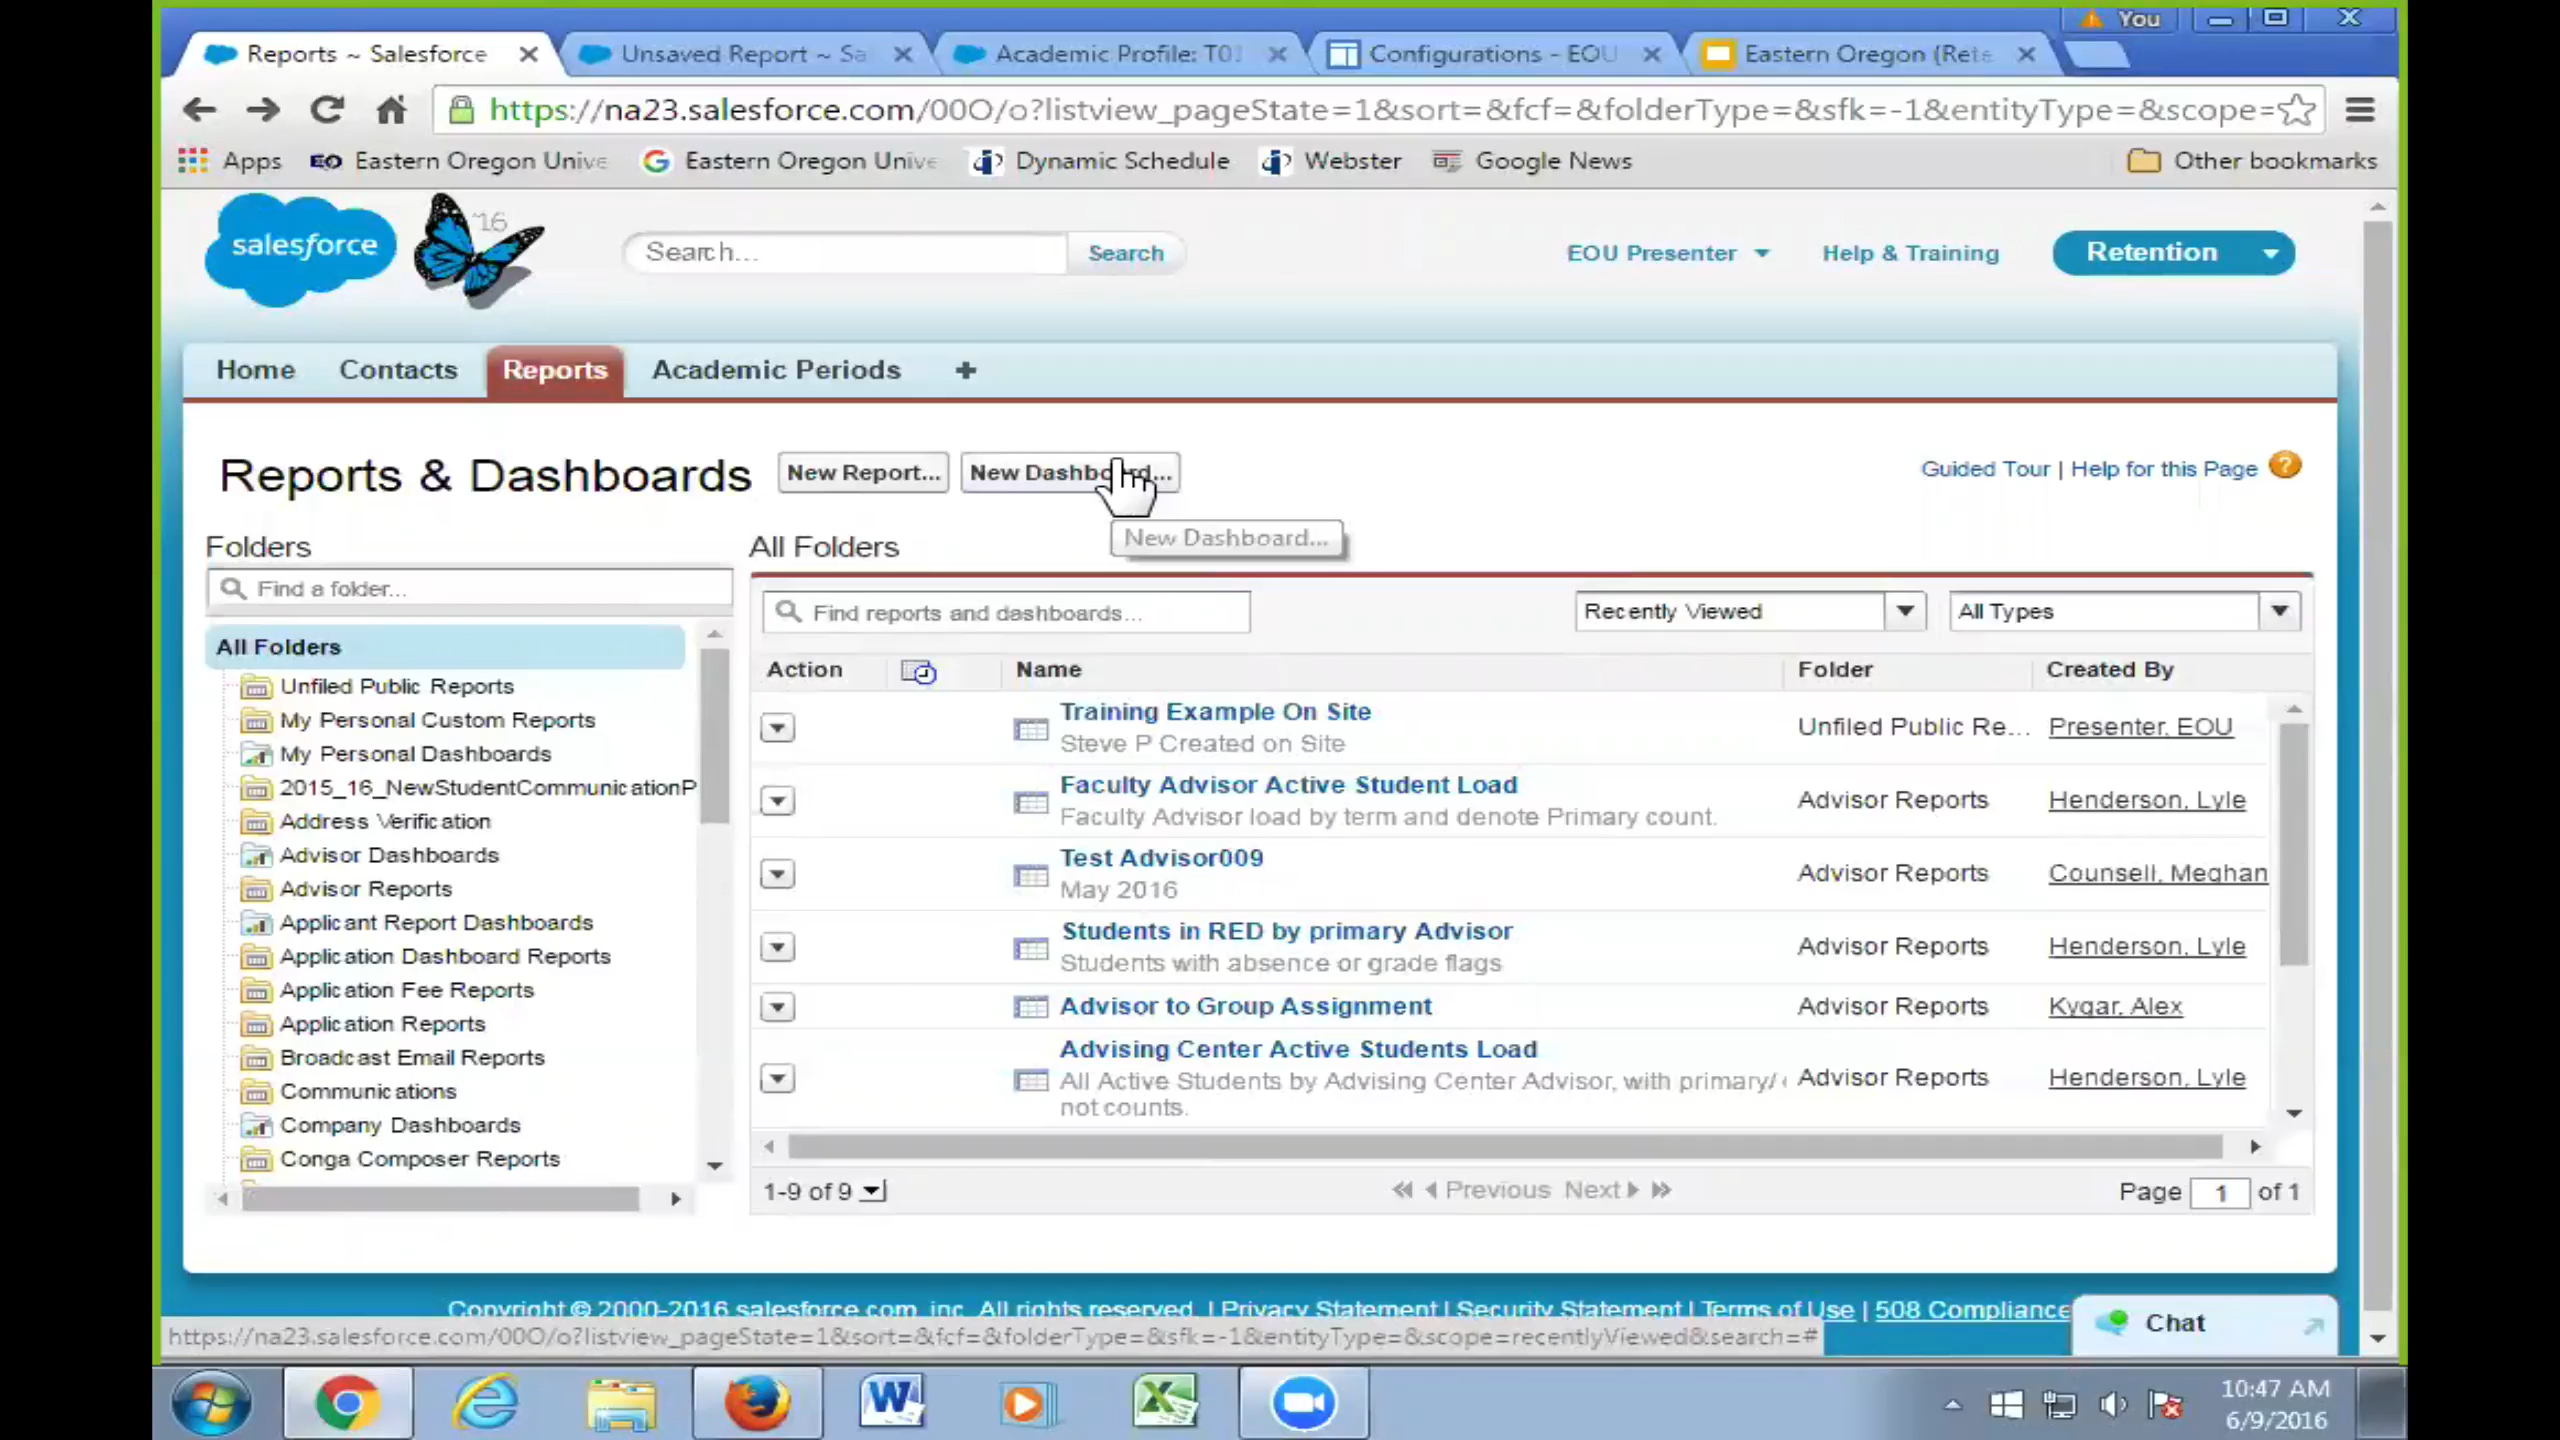 You
Reports ~ Salesforce
Unsaved Report ~ Sa
Academic Profile: T01
Configurations - EOU
Eastern Oregon (Rete
https://na23.salesforce.com/00O/o?listview_pageState=1&sort=&fcf=&folderType=&sfk=-1&entityType=&scope=
Apps
EO Eastern Oregon Unive
G Eastern Oregon Unive
Dynamic Schedule
Webster
Google News
Other bookmarks
salesforce
'16
Search...
Search
EOU Presenter
Help & Training
Retention
Home
Contacts
Reports
Academic Periods
+
Reports & Dashboards
New Report...
New Dashboard...
Guided Tour | Help for this Page ?
New Dashboard...
Folders
Find a folder...
All Folders
Unfiled Public Reports
My Personal Custom Reports
My Personal Dashboards
2015_16_NewStudentCommunicationP
Address Verification
Advisor Dashboards
Advisor Reports
Applicant Report Dashboards
Application Dashboard Reports
Application Fee Reports
Application Reports
Broadcast Email Reports
Communications
Company Dashboards
Conga Composer Reports
All Folders
Find reports and dashboards...
Recently Viewed
All Types
Action Name Folder Created By
Training Example On Site Unfiled Public Re... Presenter, EOU
Steve P Created on Site
Faculty Advisor Active Student Load Advisor Reports Henderson, Lyle
Faculty Advisor load by term and denote Primary count.
Test Advisor009 Advisor Reports Counsell, Meghan
May 2016
Students in RED by primary Advisor Advisor Reports Henderson, Lyle
Students with absence or grade flags
Advisor to Group Assignment Advisor Reports Kygar, Alex
Advising Center Active Students Load Advisor Reports Henderson, Lyle
All Active Students by Advising Center Advisor, with primary/
not counts.
1-9 of 9
Previous Next
Page 1 of 1
Copyright © 2000-2016 salesforce.com, inc. All rights reserved. | Privacy Statement | Security Statement | Terms of Use | 508 Compliance
https://na23.salesforce.com/00O/o?listview_pageState=1&sort=&fcf=&folderType=&sfk=-1&entityType=&scope=recentlyViewed&search=#
Chat
10:47 AM
6/9/2016